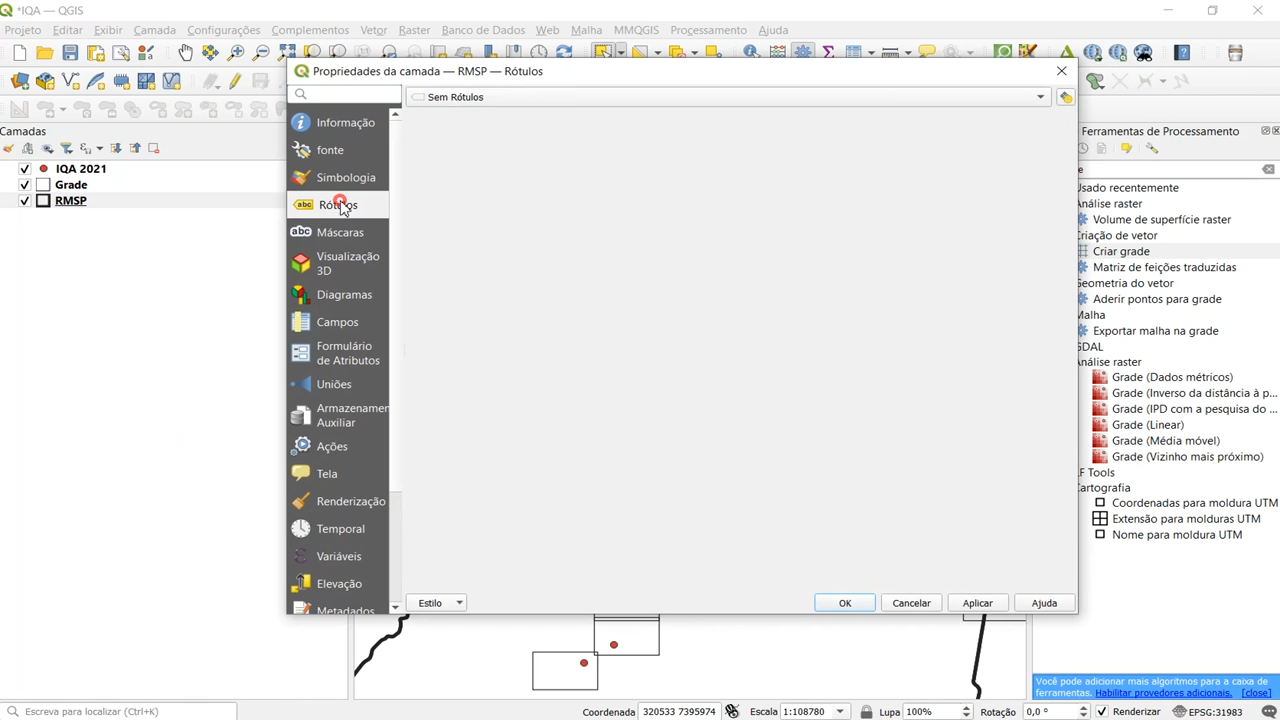 *IQA — QGIS
Projeto Editar Exibir Camada Configurações Complementos Vetor Raster Banco de Dados Web Malha MMQGIS Processamento Ajuda
Propriedades da camada — RMSP — Rótulos
Sem Rótulos
Informação
fonte
Simbologia
Rótulos
Máscaras
Visualização
3D
Diagramas
Campos
Formulário
de Atributos
Uniões
Armazenamen
Auxiliar
Ações
Tela
Renderização
Temporal
Variáveis
Elevação
Metadados
Estilo
OK Cancelar Aplicar Ajuda
Camadas
IQA 2021
Grade
RMSP
Ferramentas de Processamento
e
Usado recentemente
Análise raster
Volume de superfície raster
Criação de vetor
Criar grade
Matriz de feições traduzidas
Geometria do vetor
Aderir pontos para grade
Malha
Exportar malha na grade
GDAL
Análise raster
Grade (Dados métricos)
Grade (Inverso da distância à p...
Grade (IPD com a pesquisa do ...
Grade (Linear)
Grade (Média móvel)
Grade (Vizinho mais próximo)
LF Tools
Cartografia
Coordenadas para moldura UTM
Extensão para molduras UTM
Nome para moldura UTM
Você pode adicionar mais algoritmos para a caixa de
ferramentas. Habilitar provedores adicionais. [close]
Escreva para localizar (Ctrl+K)
Coordenada 320533 7395974 Escala 1:108780 Lupa 100% Rotação 0,0 ° Renderizar EPSG:31983